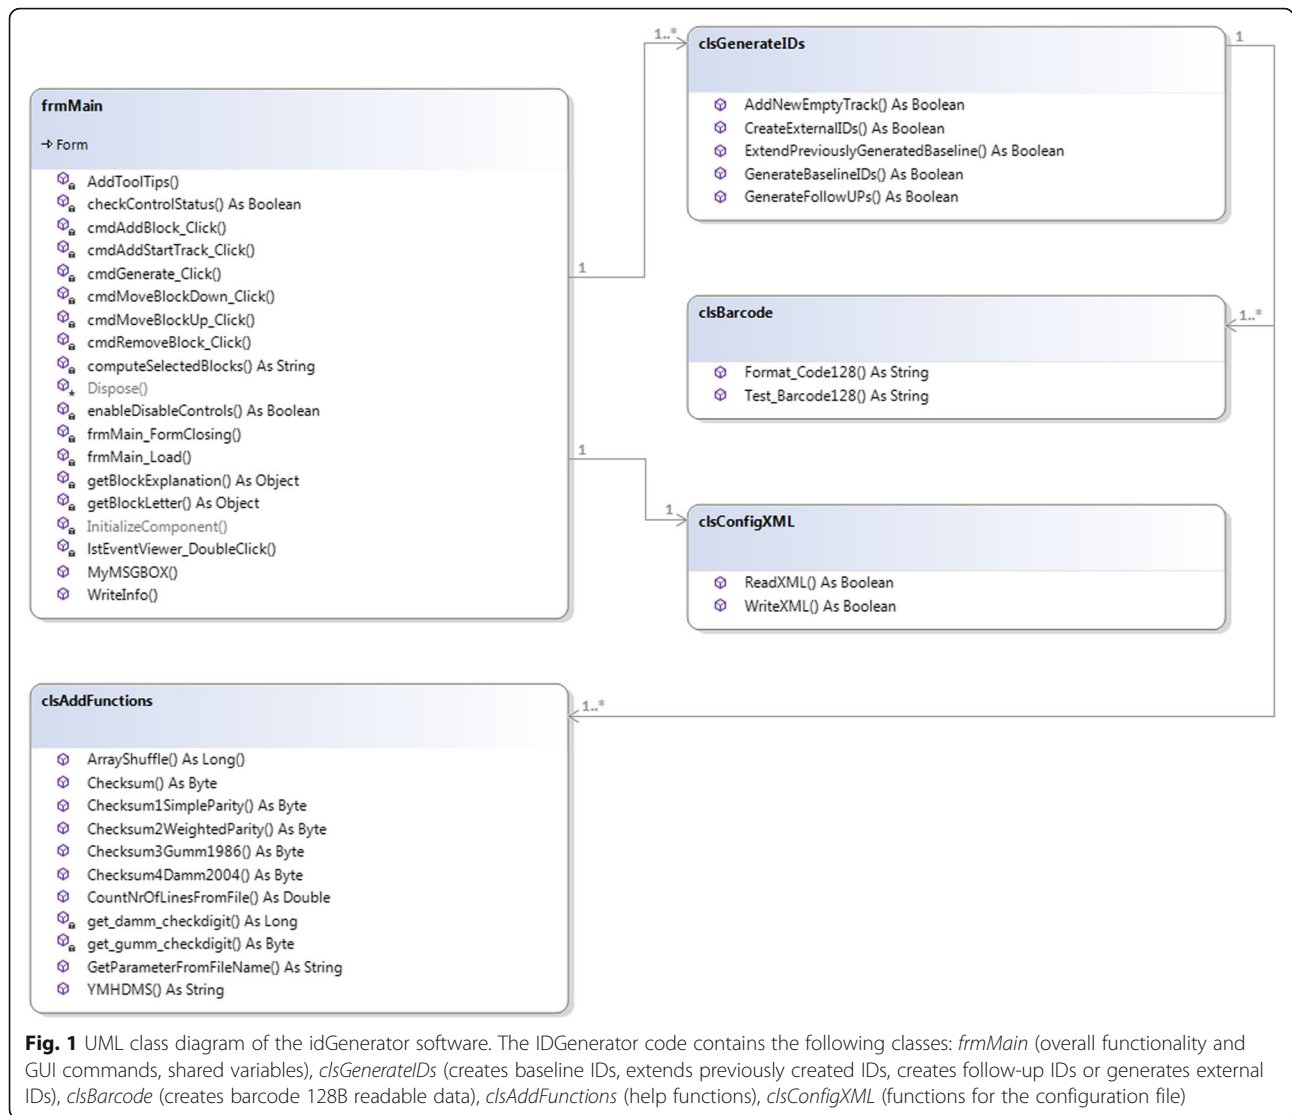 frmMain
Form
AddToolTips()
checkControlStatus() As Boolean
cmdAddBlock_Click()
cmdAddStartTrack_Click()
cmdGenerate_Click()
cmdMoveBlockDown_Click()
cmdMoveBlockUp_Click()
cmdRemoveBlock_Click()
computeSelectedBlocks() As String
Dispose()
enableDisableControls() As Boolean
frmMain_FormClosing()
frmMain_Load()
getBlockExplanation() As Object
getBlockLetter() As Object
InitializeComponent()
lstEventViewer_DoubleClick()
MyMSGBOX()
WriteInfo()
1
1..*
1
1
clsGenerateIDs
AddNewEmptyTrack() As Boolean
CreateExternalIDs() As Boolean
ExtendPreviouslyGeneratedBaseline() As Boolean
GenerateBaselineIDs() As Boolean
GenerateFollowUPs() As Boolean
1
clsBarcode
Format_Code128() As String
Test_Barcode128() As String
1..*
clsConfigXML
ReadXML() As Boolean
WriteXML() As Boolean
clsAddFunctions
ArrayShuffle() As Long()
Checksum() As Byte
Checksum1SimpleParity() As Byte
Checksum2WeightedParity() As Byte
Checksum3Gumm1986() As Byte
Checksum4Damm2004() As Byte
CountNrOfLinesFromFile() As Double
get_damm_checkdigit() As Long
get_gumm_checkdigit() As Byte
GetParameterFromFileName() As String
YMHDMS() As String
1..*
Fig. 1 UML class diagram of the idGenerator software. The IDGenerator code contains the following classes: frmMain (overall functionality and
GUI commands, shared variables), clsGenerateIDs (creates baseline IDs, extends previously created IDs, creates follow-up IDs or generates external
IDs), clsBarcode (creates barcode 128B readable data), clsAddFunctions (help functions), clsConfigXML (functions for the configuration file)